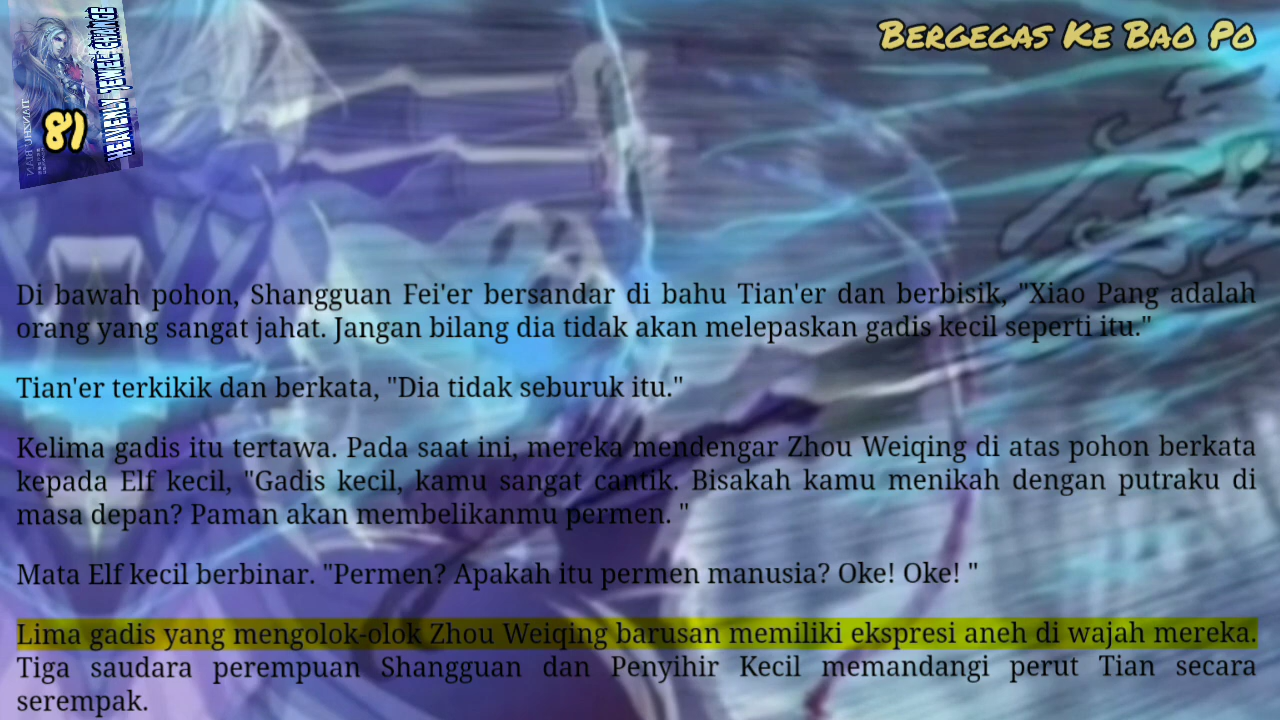 Bergegas Ke Bao Po
HEAVENLY JEWEL CHANGE
81
Di bawah pohon, Shangguan Fei'er bersandar di bahu Tian'er dan berbisik, "Xiao Pang adalah
orang yang sangat jahat. Jangan bilang dia tidak akan melepaskan gadis kecil seperti itu."
Tian'er terkikik dan berkata, "Dia tidak seburuk itu."
Kelima gadis itu tertawa. Pada saat ini, mereka mendengar Zhou Weiqing di atas pohon berkata
kepada Elf kecil, "Gadis kecil, kamu sangat cantik. Bisakah kamu menikah dengan putraku di
masa depan? Paman akan membelikanmu permen. "
Mata Elf kecil berbinar. "Permen? Apakah itu permen manusia? Oke! Oke! "
Lima gadis yang mengolok-olok Zhou Weiqing barusan memiliki ekspresi aneh di wajah mereka.
Tiga saudara perempuan Shangguan dan Penyihir Kecil memandangi perut Tian secara
serempak.